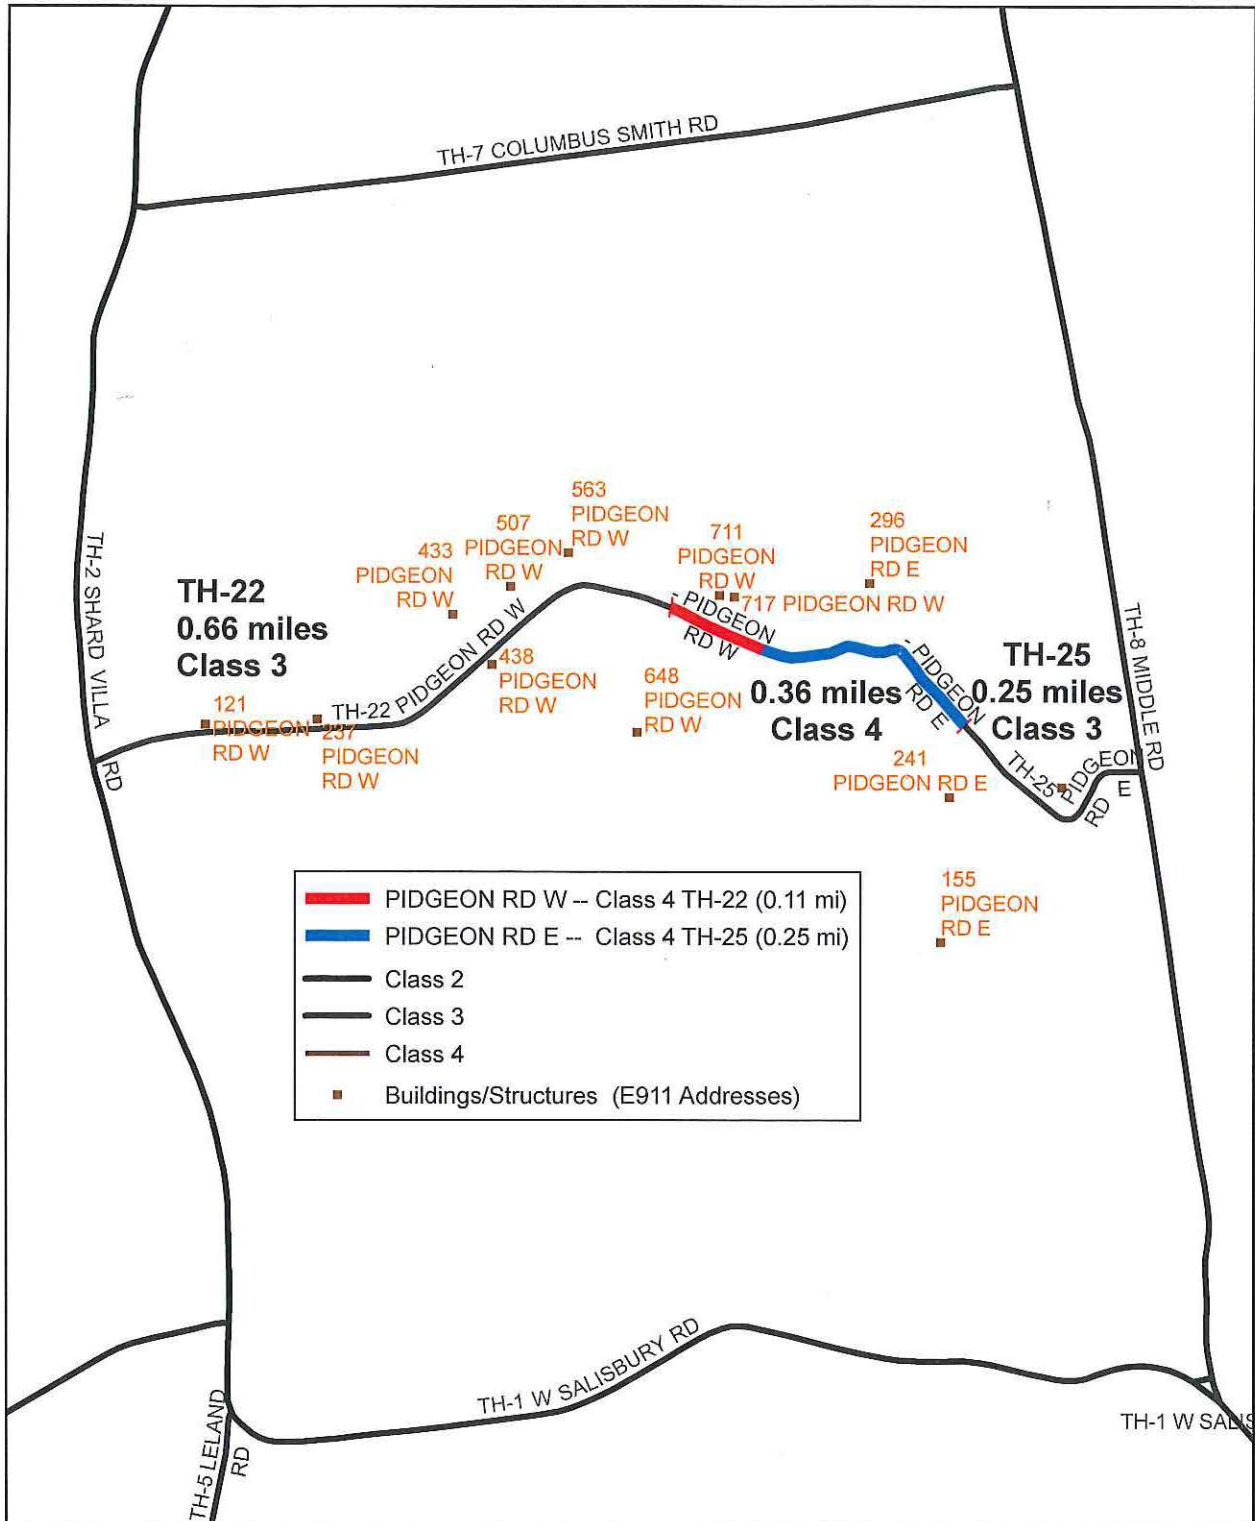 TH-7 COLUMBUS SMITH RD
TH-2 SHARD VILLA
RD
TH-22
0.66 miles
Class 3
121
PIDGEON
RD W
237
PIDGEON
RD W
433
PIDGEON
RD W
507
PIDGEON
RD W
563
PIDGEON
RD W
438
PIDGEON
RD W
TH-22 PIDGEON RD W
648
PIDGEON
RD W
711
PIDGEON
RD W
717 PIDGEON RD W
- PIDGEON
RD W
296
PIDGEON
RD E
- PIDGEON
RD E
0.36 miles
Class 4
TH-25
0.25 miles
Class 3
241
PIDGEON RD E
TH-25 PIDGEON
RD
E
TH-8 MIDDLE RD
155
PIDGEON
RD E
PIDGEON RD W -- Class 4 TH-22 (0.11 mi)
PIDGEON RD E -- Class 4 TH-25 (0.25 mi)
Class 2
Class 3
Class 4
Buildings/Structures (E911 Addresses)
TH-1 W SALISBURY RD
TH-1 W SALIS
TH-5 LELAND
RD